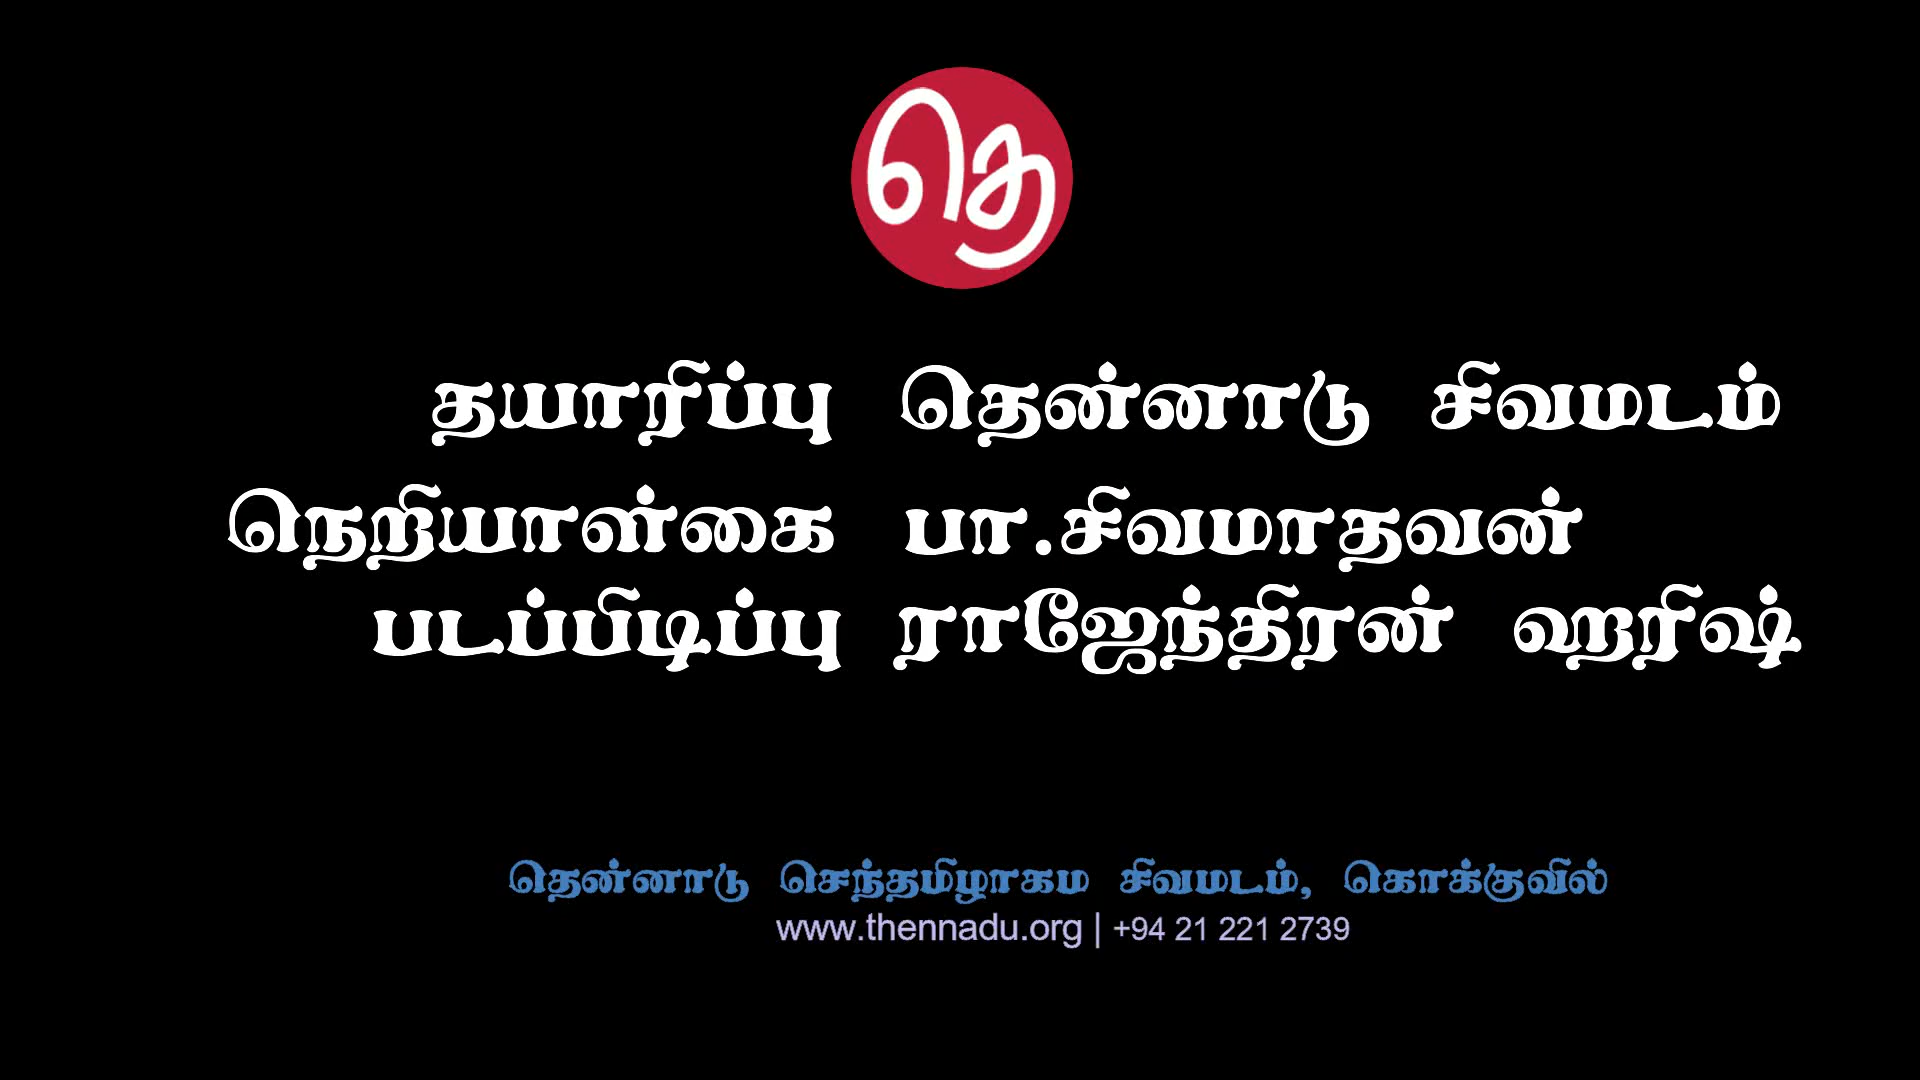 தெ
தயாரிப்பு தென்னாடு சிவமடம்
நெறியாள்கை பா.சிவமாதவன்
படப்பிடிப்பு ராஜேந்திரன் ஹரிஷ்
தென்னாடு செந்தமிழாகம சிவமடம், கொக்குவில்
www.thennadu.org | +94 21 221 2739